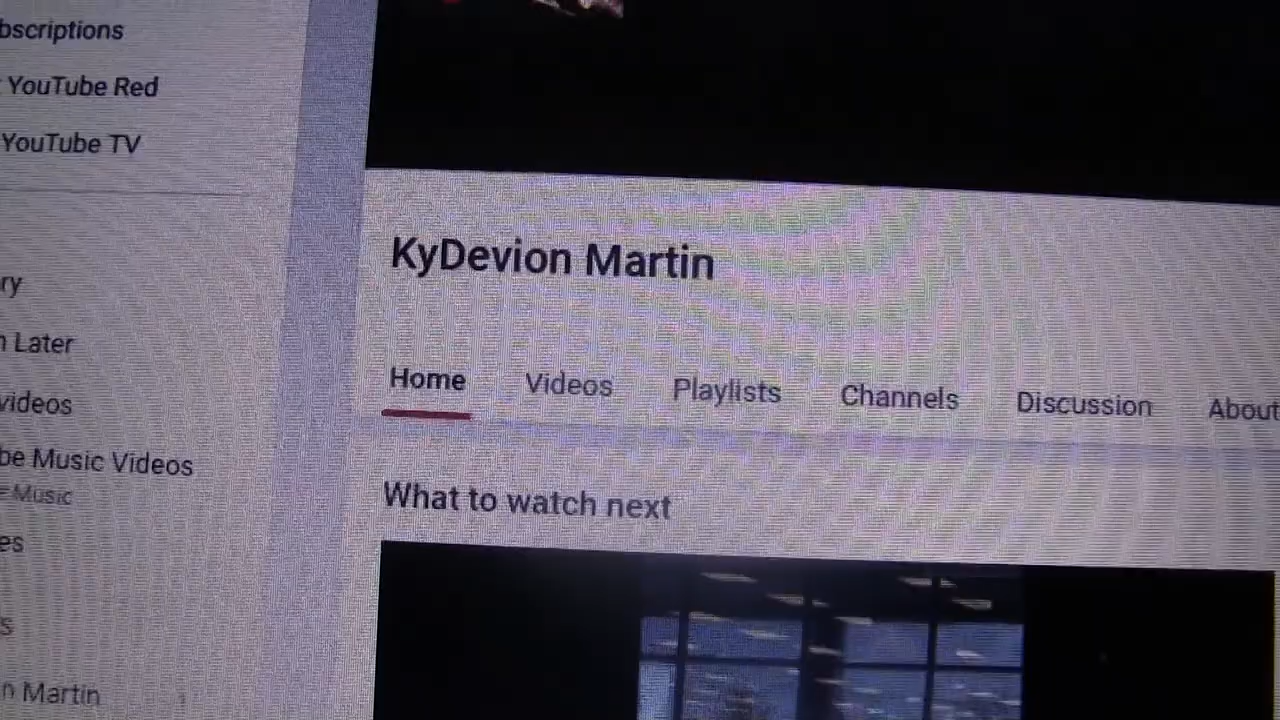 bscriptions
YouTube Red
YouTube TV
ry
n Later
videos
be Music Videos
Music
es
s
n Martin
KyDevion Martin
Home Videos Playlists Channels Discussion About
What to watch next